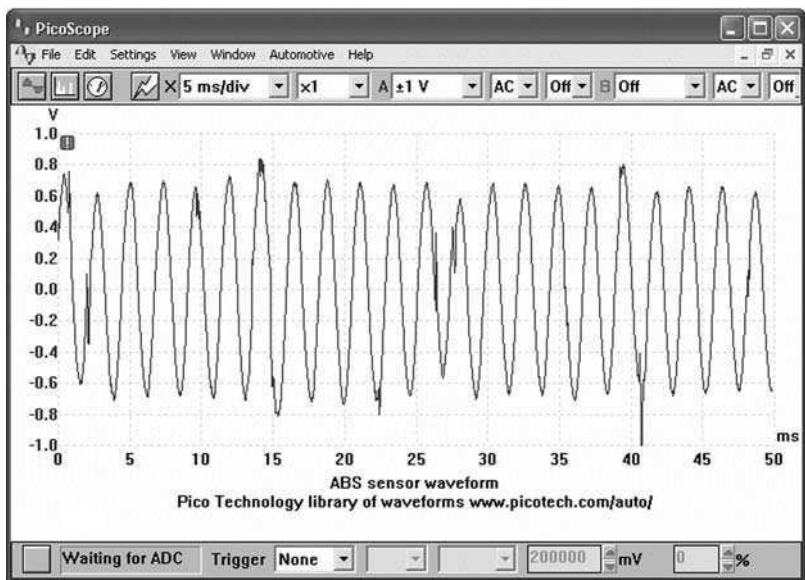 PicoScope
File Edit Settings View Window Automotive Help
X 5 ms/div x1 A ±1 V AC Off B Off AC Off
V
1.0
0.8
0.6
0.4
0.2
0.0
-0.2
-0.4
-0.6
-0.8
-1.0
ms
0 5 10 15 20 25 30 35 40 45 50
ABS sensor waveform
Pico Technology library of waveforms www.picotech.com/auto/
Waiting for ADC Trigger None 200000 mV 0 %